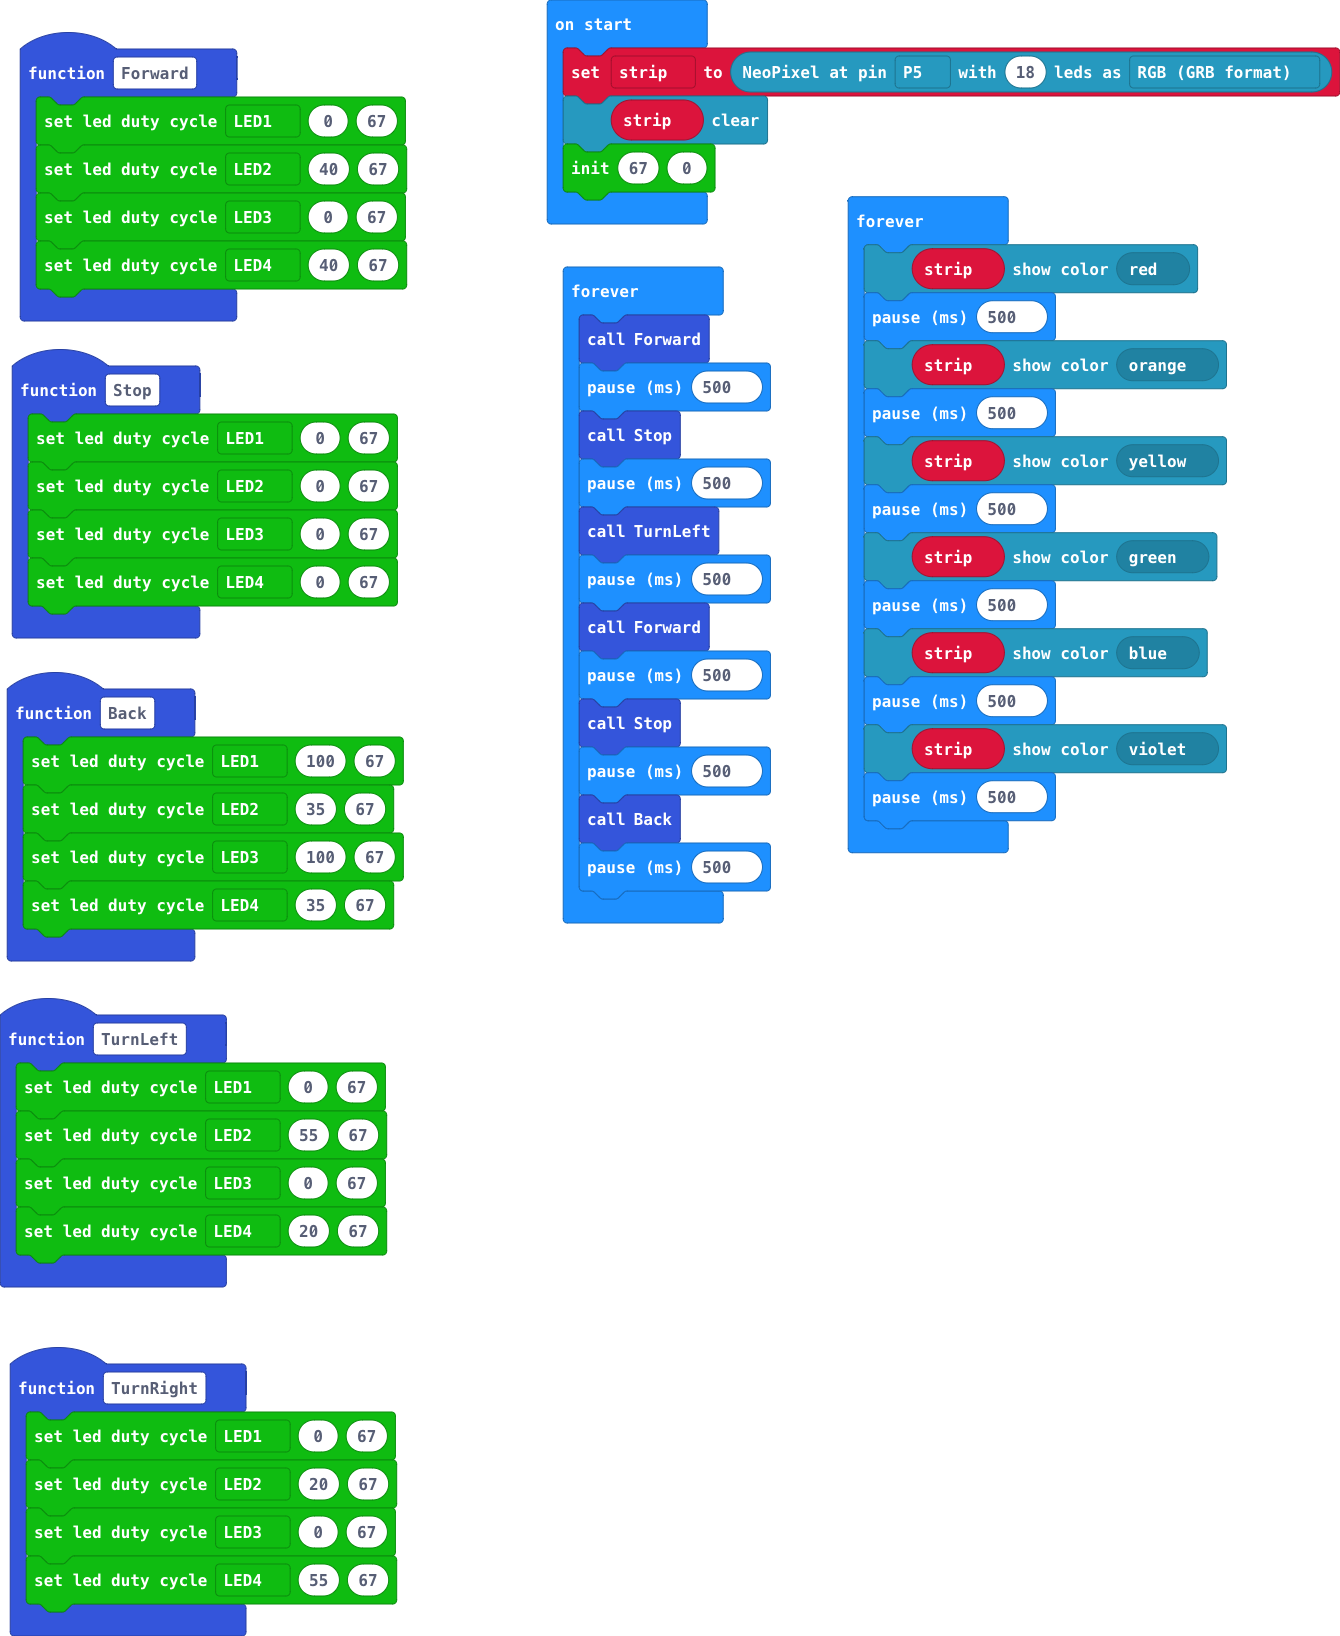 function Forward
set led duty cycle LED1 0 67
set led duty cycle LED2 40 67
set led duty cycle LED3 0 67
set led duty cycle LED4 40 67
function Stop
set led duty cycle LED1 0 67
set led duty cycle LED2 0 67
set led duty cycle LED3 0 67
set led duty cycle LED4 0 67
function Back
set led duty cycle LED1 100 67
set led duty cycle LED2 35 67
set led duty cycle LED3 100 67
set led duty cycle LED4 35 67
function TurnLeft
set led duty cycle LED1 0 67
set led duty cycle LED2 55 67
set led duty cycle LED3 0 67
set led duty cycle LED4 20 67
function TurnRight
set led duty cycle LED1 0 67
set led duty cycle LED2 20 67
set led duty cycle LED3 0 67
set led duty cycle LED4 55 67
on start
set strip to NeoPixel at pin P5 with 18 leds as RGB (GRB format)
strip clear
init 67 0
forever
call Forward
pause (ms) 500
call Stop
pause (ms) 500
call TurnLeft
pause (ms) 500
call Forward
pause (ms) 500
call Stop
pause (ms) 500
call Back
pause (ms) 500
forever
strip show color red
pause (ms) 500
strip show color orange
pause (ms) 500
strip show color yellow
pause (ms) 500
strip show color green
pause (ms) 500
strip show color blue
pause (ms) 500
strip show color violet
pause (ms) 500